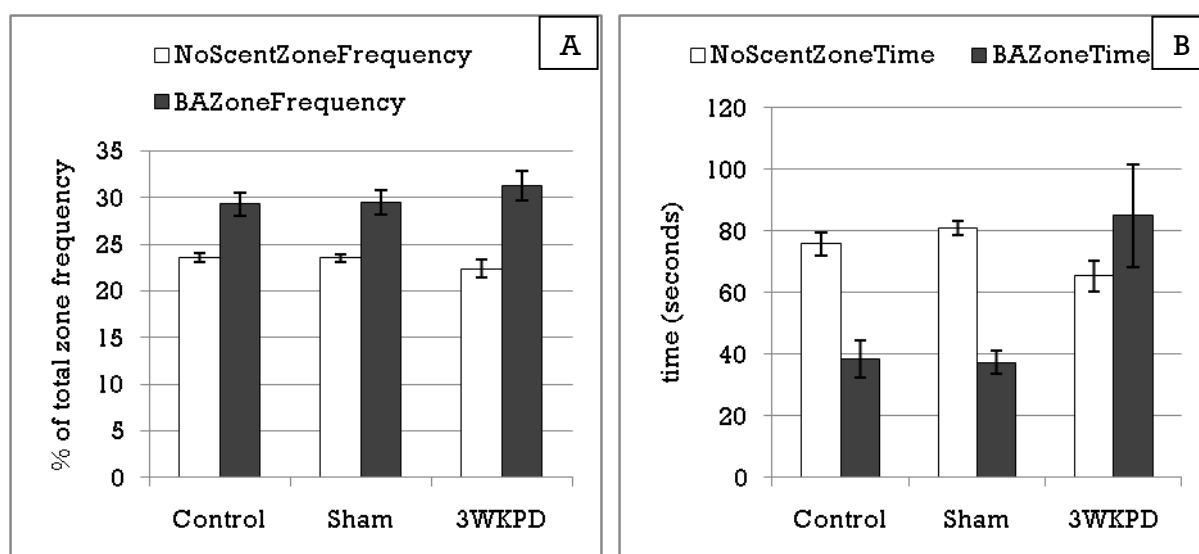 A
NoScentZoneFrequency
BAZoneFrequency
% of total zone frequency
35
30
25
20
15
10
5
0
Control Sham 3WKPD
B
NoScentZoneTime BAZoneTime
time (seconds)
120
100
80
60
40
20
0
Control Sham 3WKPD